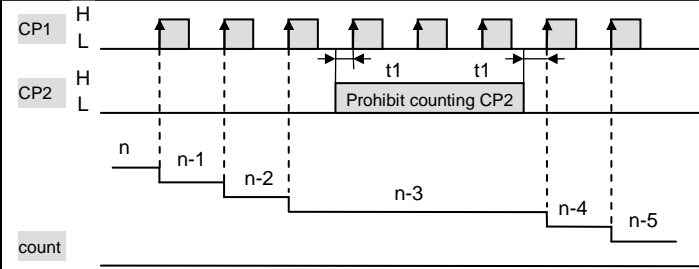 CP1 H
L
t1 t1
CP2 H
L
Prohibit counting CP2
n
n-1
n-2
n-3
n-4
n-5
count